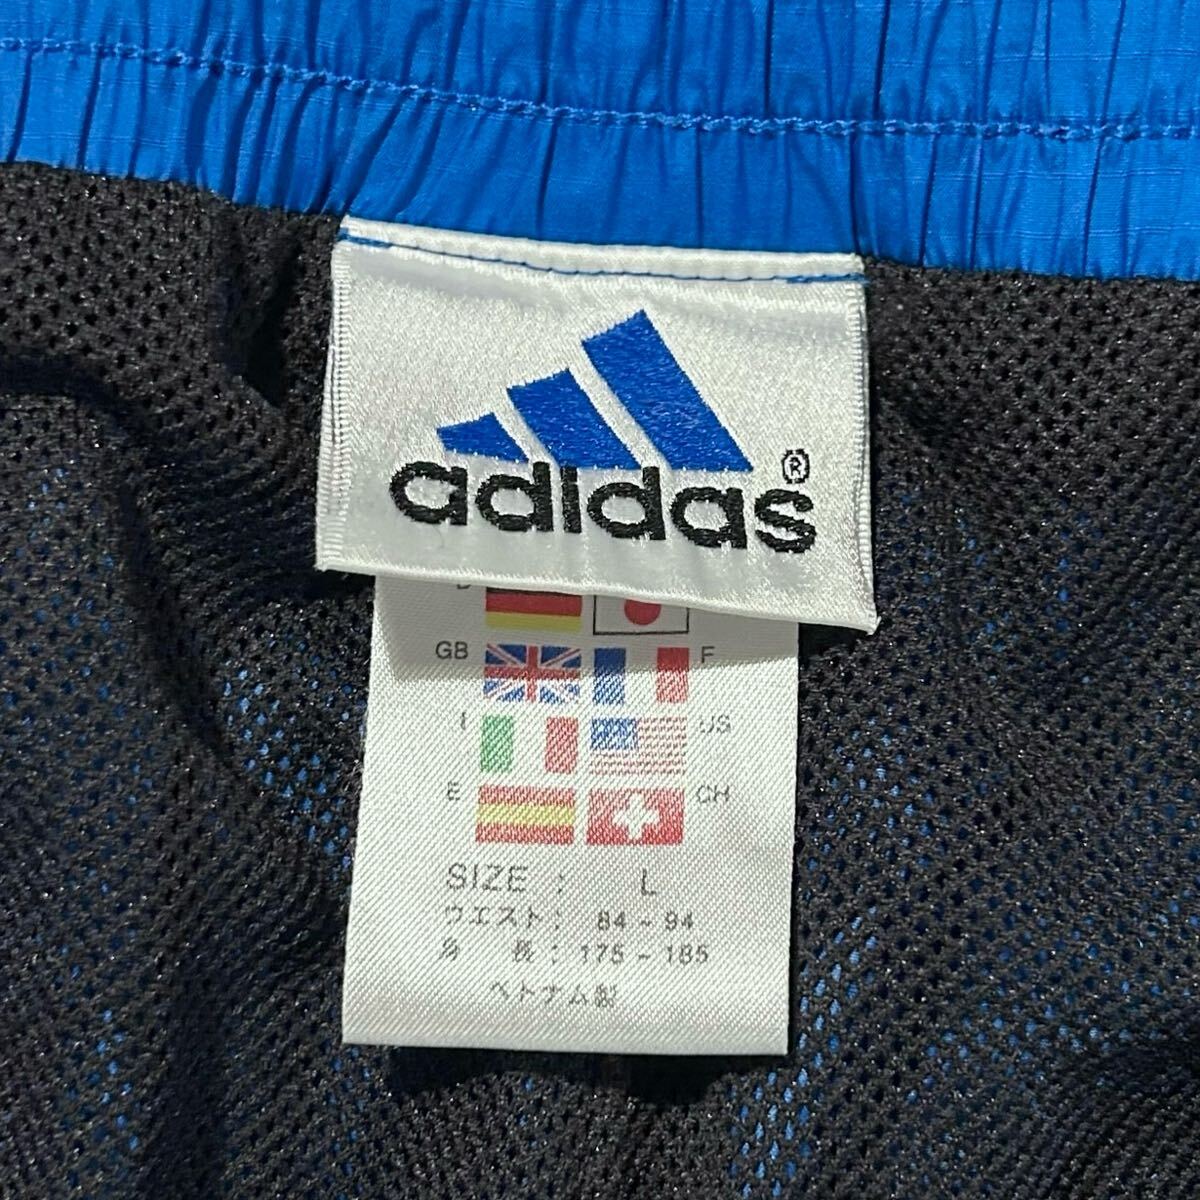 adidas®
GB F
I US
E CH
SIZE : L
ウエスト: 84 - 94
身 長: 175 - 185
ベトナム製